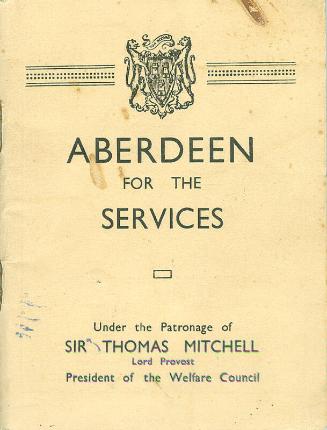 ABERDEEN
FOR THE
SERVICES
Under the Patronage of
SIR THOMAS MITCHELL
Lord Provost
President of the Welfare Council